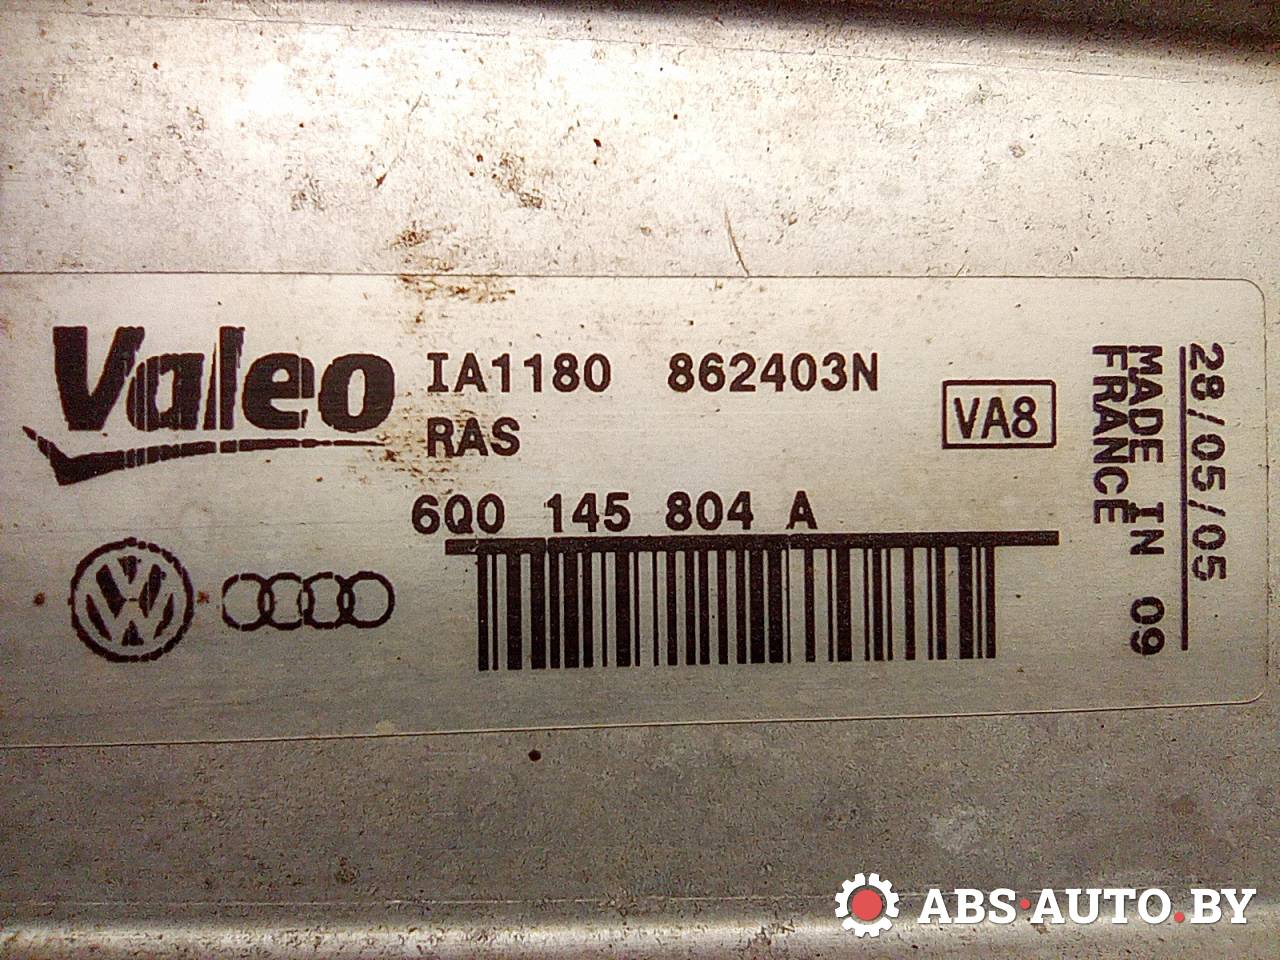 Valeo
IA1180 862403N
RAS
VA8
6Q0 145 804 A
28/05/05
MADE IN 09
FRANCE
ABS·AUTO.BY